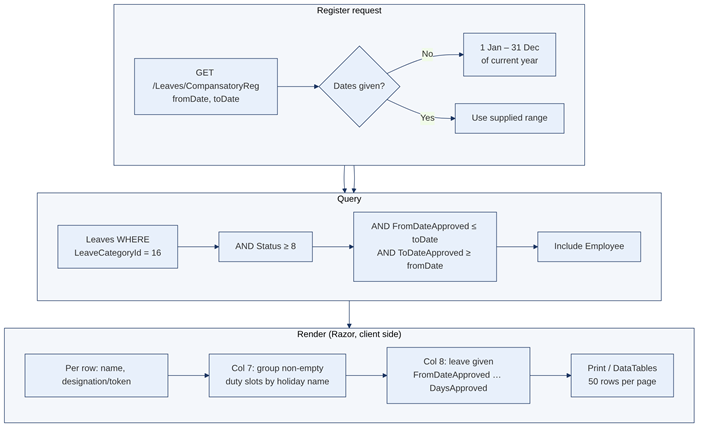 Register request
GET
/Leaves/CompansatoryReg
fromDate, toDate
Dates given?
No
1 Jan – 31 Dec
of current year
Yes
Use supplied range
Query
Leaves WHERE
LeaveCategoryId = 16
AND Status ≥ 8
AND FromDateApproved ≤
toDate
AND ToDateApproved ≥
fromDate
Include Employee
Render (Razor, client side)
Per row: name,
designation/token
Col 7: group non-empty
duty slots by holiday name
Col 8: leave given
FromDateApproved …
DaysApproved
Print / DataTables
50 rows per page